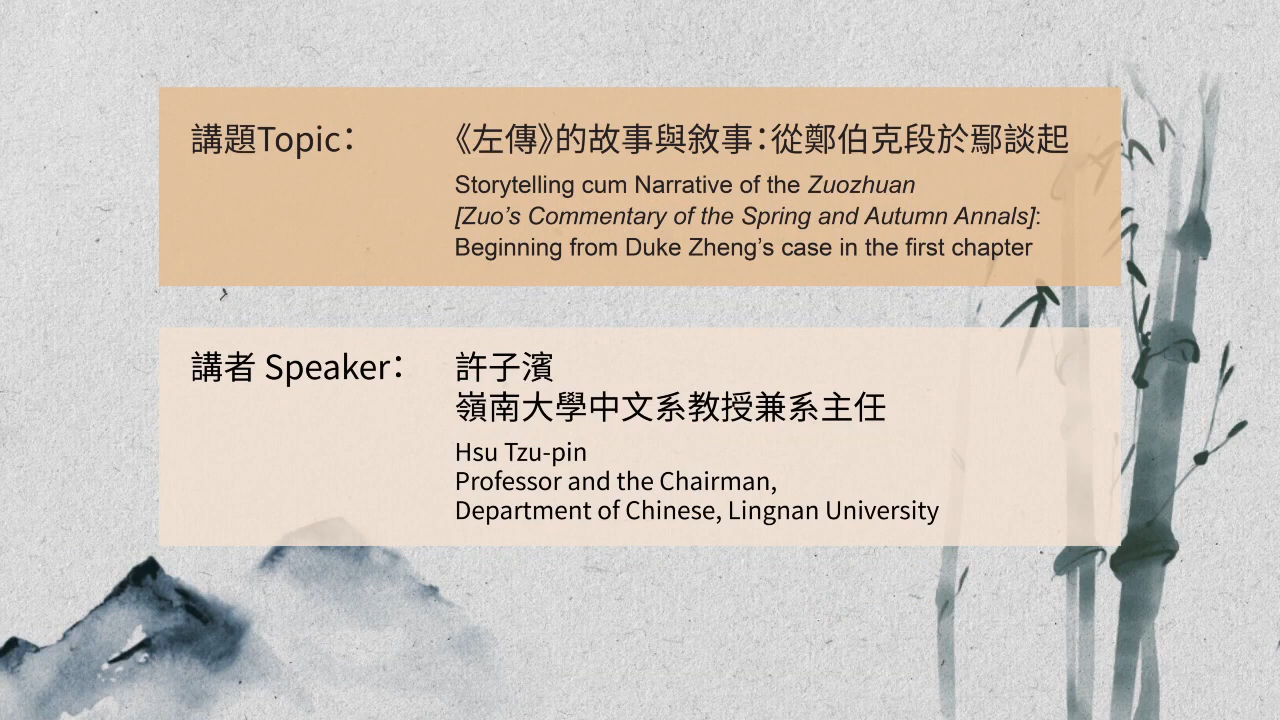 講題Topic：
《左傳》的故事與敘事：從鄭伯克段於鄢談起
Storytelling cum Narrative of the Zuozhuan
[Zuo’s Commentary of the Spring and Autumn Annals]:
Beginning from Duke Zheng’s case in the first chapter
講者 Speaker：
許子濱
嶺南大學中文系教授兼系主任
Hsu Tzu-pin
Professor and the Chairman,
Department of Chinese, Lingnan University